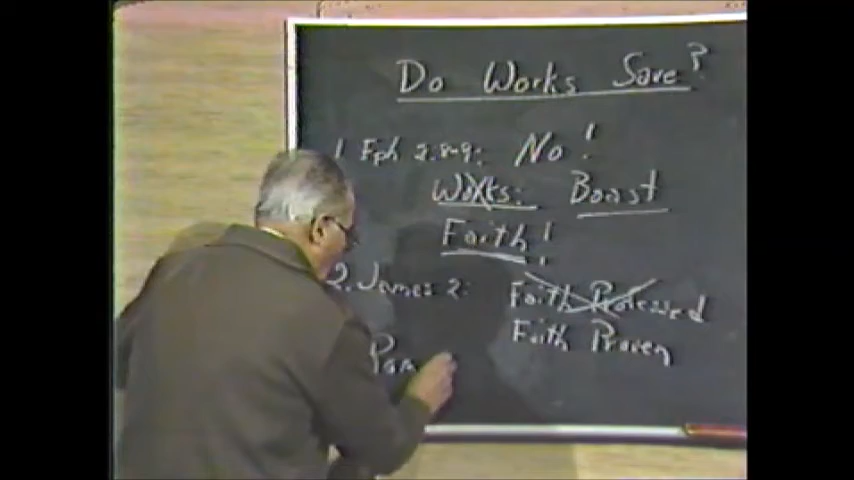 Do Works Save?
1 Eph 2.8-9: No!
Works: Boast
Faith!
2. James 2: Faith Professed
Faith Proven